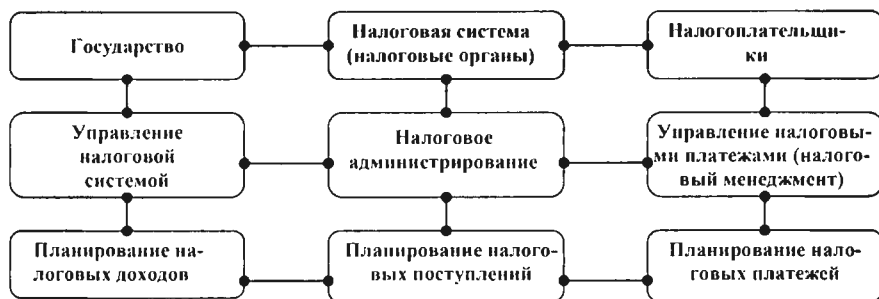 Государство
Налоговая система
(налоговые органы)
Налогоплательщи-
ки
Управление
налоговой
системой
Налоговое
администрирование
Управление налоговы-
ми платежами (налого-
вый менеджмент)
Планирование на-
логовых доходов
Планирование налого-
вых поступлений
Планирование нало-
говых платежей